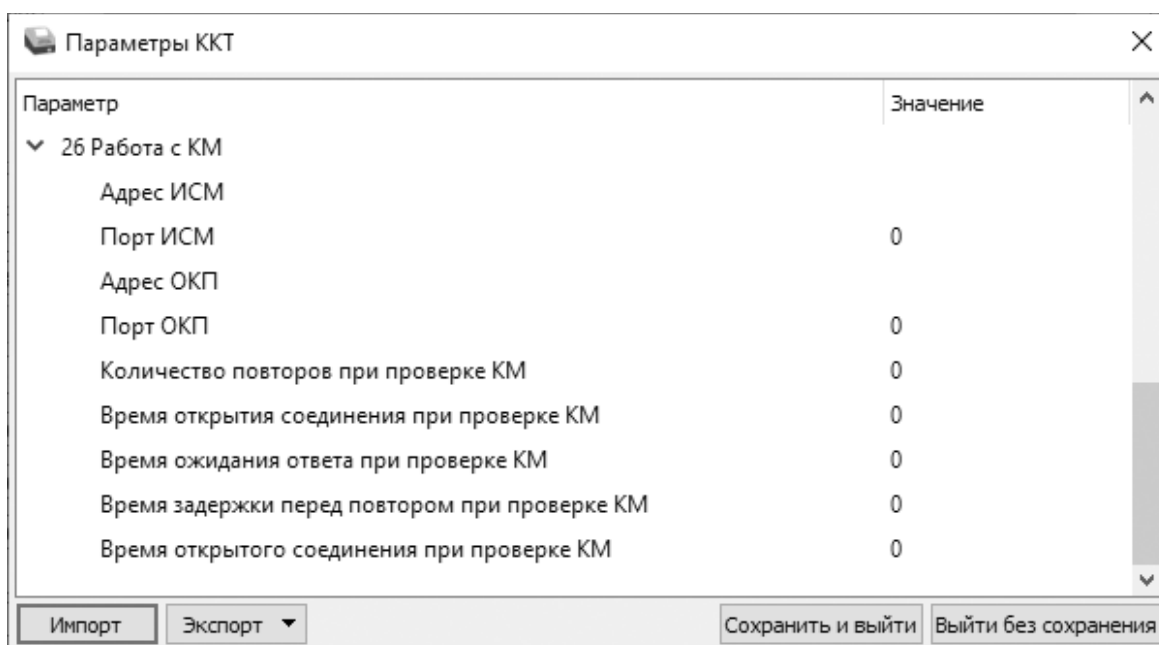 Параметры ККТ
Параметр Значение
26 Работа с КМ
Адрес ИСМ
Порт ИСМ 0
Адрес ОКП
Порт ОКП 0
Количество повторов при проверке КМ 0
Время открытия соединения при проверке КМ 0
Время ожидания ответа при проверке КМ 0
Время задержки перед повтором при проверке КМ 0
Время открытого соединения при проверке КМ 0
Импорт Экспорт Сохранить и выйти Выйти без сохранения